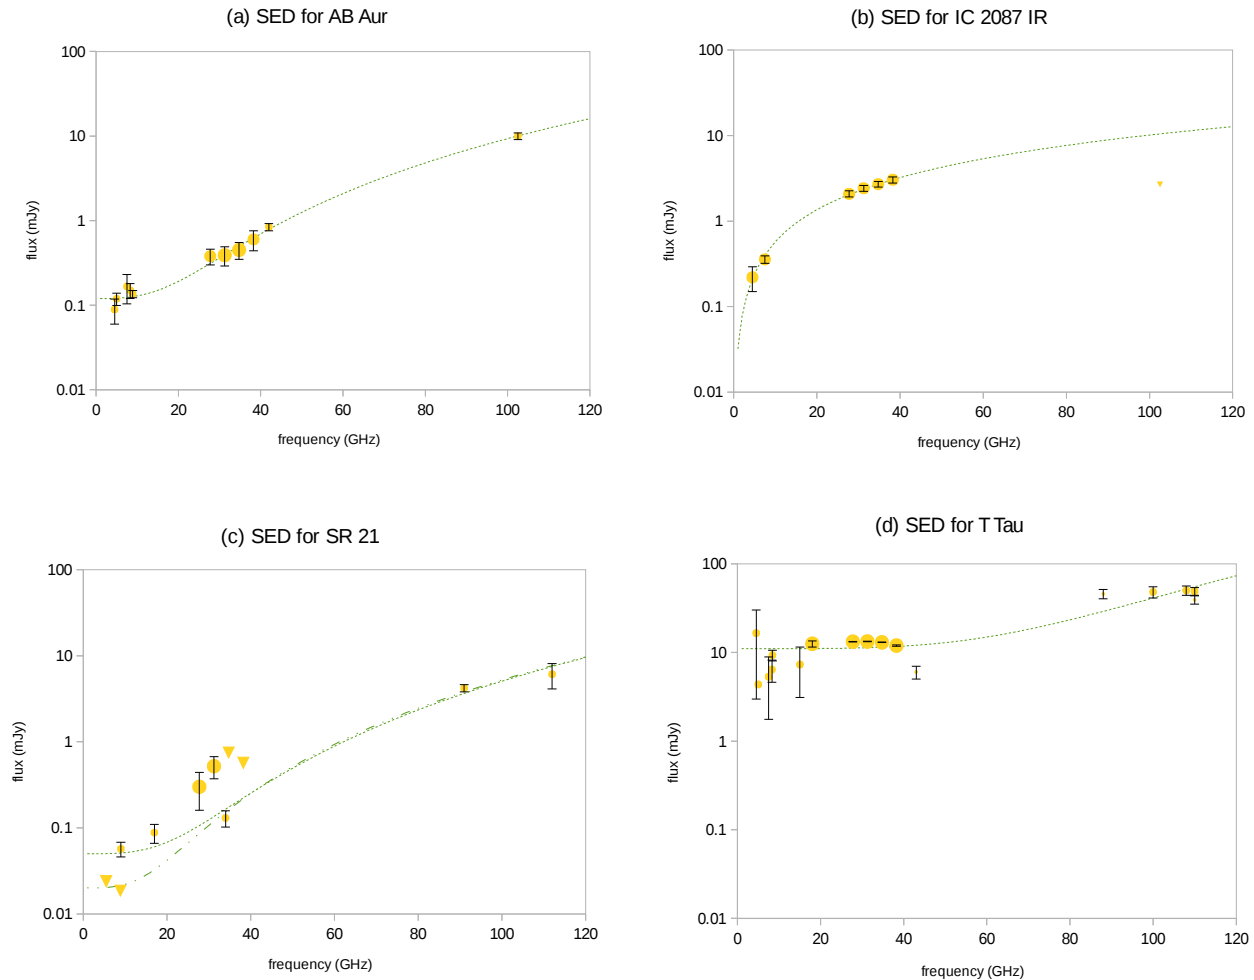 (a) SED for AB Aur
100
10
1
0.1
0.01
flux (mJy)
0 20 40 60 80 100 120
frequency (GHz)
(b) SED for IC 2087 IR
100
10
1
0.1
0.01
flux (mJy)
0 20 40 60 80 100 120
frequency (GHz)
(c) SED for SR 21
100
10
1
0.1
0.01
flux (mJy)
0 20 40 60 80 100 120
frequency (GHz)
(d) SED for T Tau
100
10
1
0.1
0.01
flux (mJy)
0 20 40 60 80 100 120
frequency (GHz)